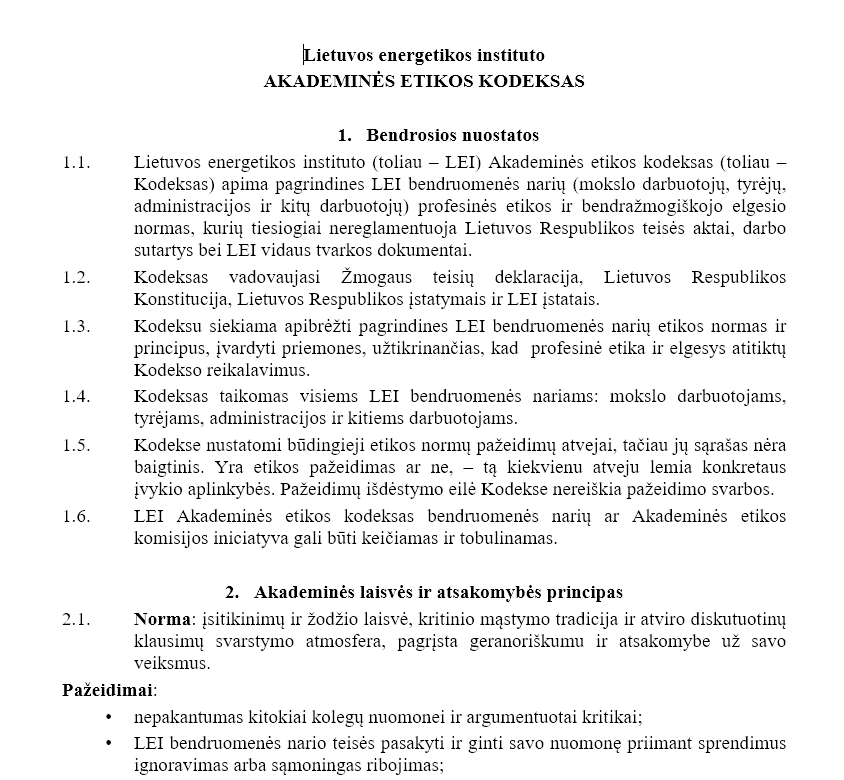 Lietuvos energetikos instituto
AKADEMINĖS ETIKOS KODEKSAS
1. Bendrosios nuostatos
1.1. Lietuvos energetikos instituto (toliau – LEI) Akademinės etikos kodeksas (toliau –
Kodeksas) apima pagrindines LEI bendruomenės narių (mokslo darbuotojų, tyrėjų,
administracijos ir kitų darbuotojų) profesinės etikos ir bendražmogiškojo elgesio
normas, kurių tiesiogiai nereglamentuoja Lietuvos Respublikos teisės aktai, darbo
sutartys bei LEI vidaus tvarkos dokumentai.
1.2. Kodeksas vadovaujasi Žmogaus teisių deklaracija, Lietuvos Respublikos
Konstitucija, Lietuvos Respublikos įstatymais ir LEI įstatais.
1.3. Kodeksu siekiama apibrėžti pagrindines LEI bendruomenės narių etikos normas ir
principus, įvardyti priemones, užtikrinančias, kad profesinė etika ir elgesys atitiktų
Kodekso reikalavimus.
1.4. Kodeksas taikomas visiems LEI bendruomenės nariams: mokslo darbuotojams,
tyrėjams, administracijos ir kitiems darbuotojams.
1.5. Kodekse nustatomi būdingieji etikos normų pažeidimų atvejai, tačiau jų sąrašas nėra
baigtinis. Yra etikos pažeidimas ar ne, – tą kiekvienu atveju lemia konkretaus
įvykio aplinkybės. Pažeidimų išdėstymo eilė Kodekse nereiškia pažeidimo svarbos.
1.6. LEI Akademinės etikos kodeksas bendruomenės narių ar Akademinės etikos
komisijos iniciatyva gali būti keičiamas ir tobulinamas.
2. Akademinės laisvės ir atsakomybės principas
2.1. Norma: įsitikinimų ir žodžio laisvė, kritinio mąstymo tradicija ir atviro diskutuotinų
klausimų svarstymo atmosfera, pagrįsta geranoriškumu ir atsakomybe už savo
veiksmus.
Pažeidimai:
• nepakantumas kitokiai kolegų nuomonei ir argumentuotai kritikai;
• LEI bendruomenės nario teisės pasakyti ir ginti savo nuomonę priimant sprendimus
ignoravimas arba sąmoningas ribojimas;